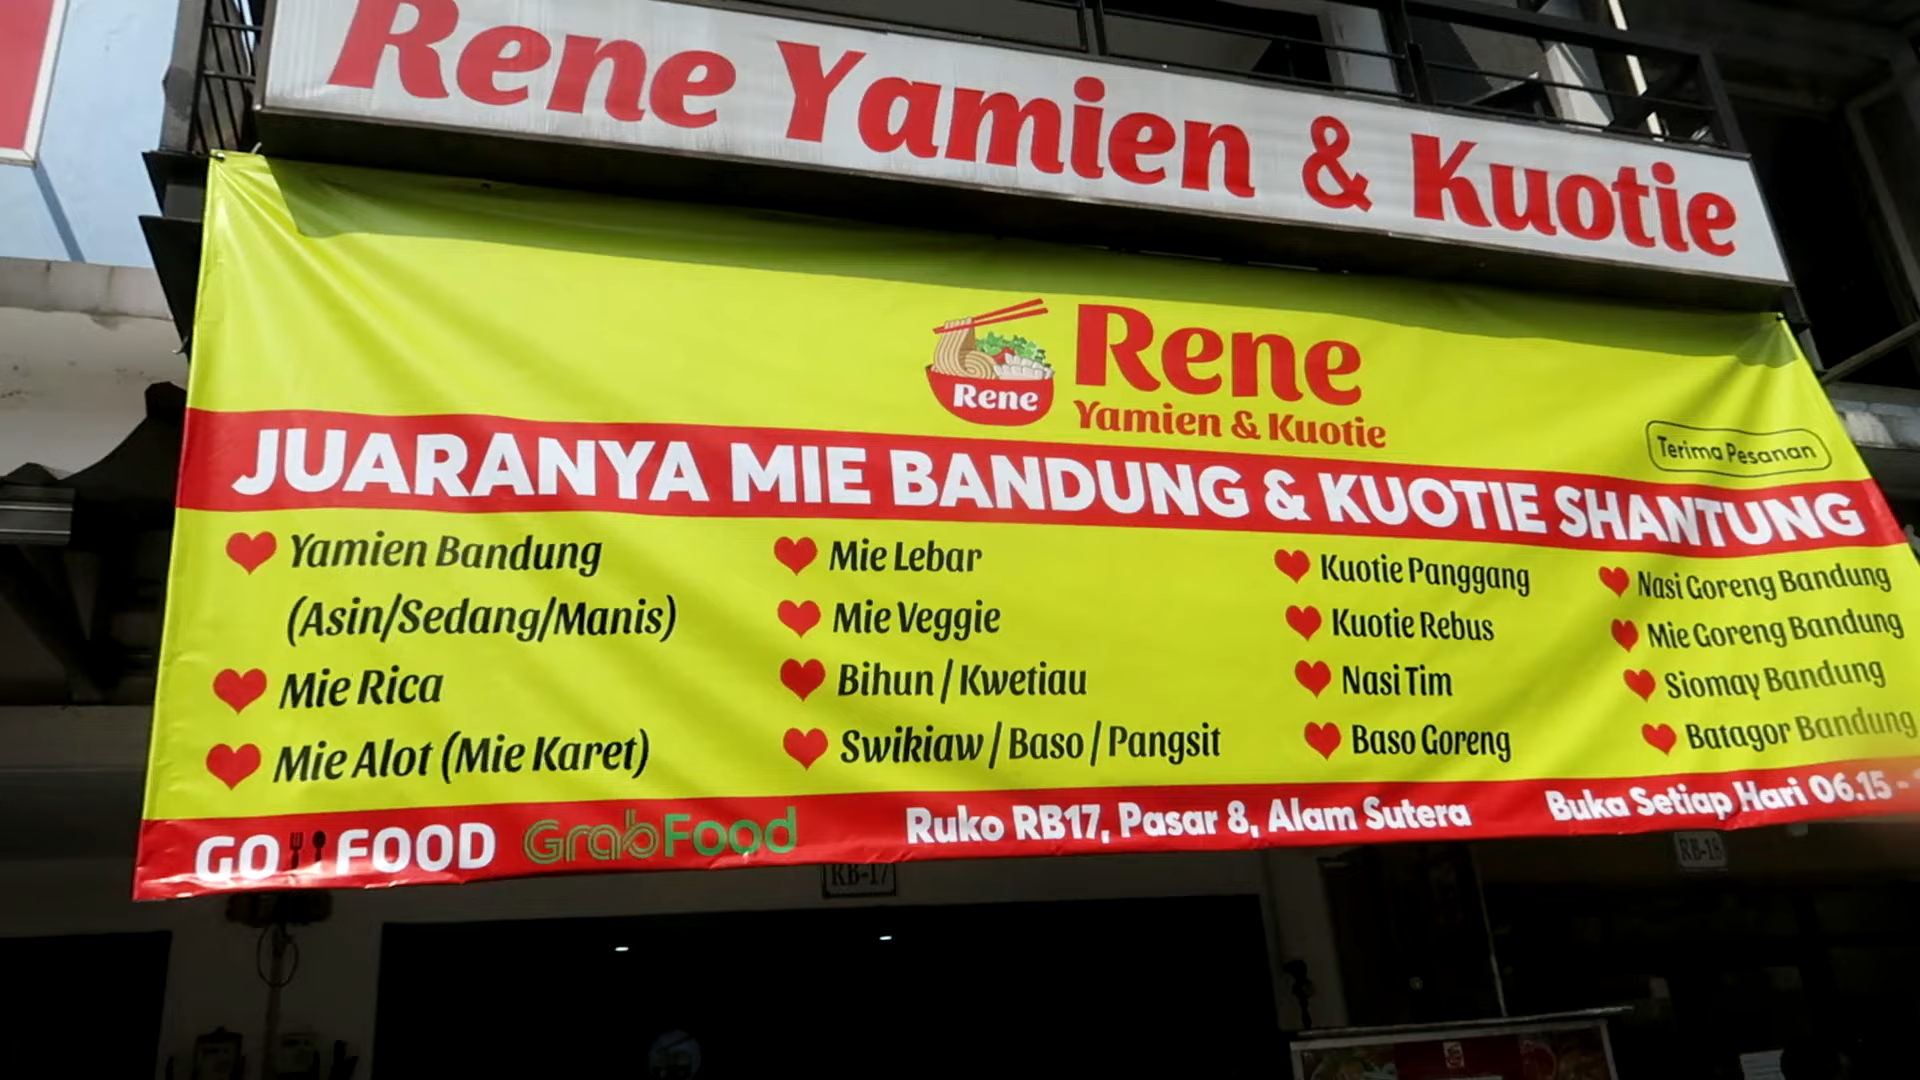 Rene Yamien & Kuotie
Rene
Rene
Yamien & Kuotie
Terima Pesanan
JUARANYA MIE BANDUNG & KUOTIE SHANTUNG
Yamien Bandung
(Asin/Sedang/Manis)
Mie Rica
Mie Alot (Mie Karet)
Mie Lebar
Mie Veggie
Bihun / Kwetiau
Swikiaw / Baso / Pangsit
Kuotie Panggang
Kuotie Rebus
Nasi Tim
Baso Goreng
Nasi Goreng Bandung
Mie Goreng Bandung
Siomay Bandung
Batagor Bandung
GO FOOD GrabFood
Ruko RB17, Pasar 8, Alam Sutera
Buka Setiap Hari 06.15 -
RB-17
RB-18